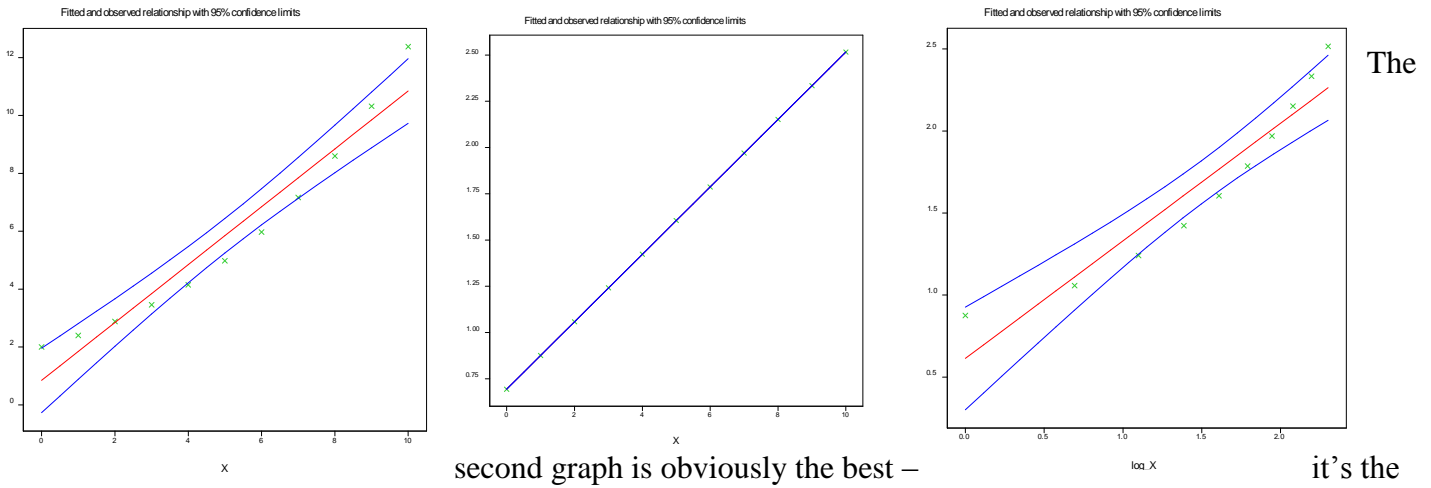 Fitted and observed relationship with 95% confidence limits
12
10
8
6
4
2
0
0 2 4 6 8 10
X
Fitted and observed relationship with 95% confidence limits
2.50
2.25
2.00
1.75
1.50
1.25
1.00
0.75
0 2 4 6 8 10
X
Fitted and observed relationship with 95% confidence limits
2.5
2.0
1.5
1.0
0.5
0.0 0.5 1.0 1.5 2.0
log_X
The
second graph is obviously the best – it’s the